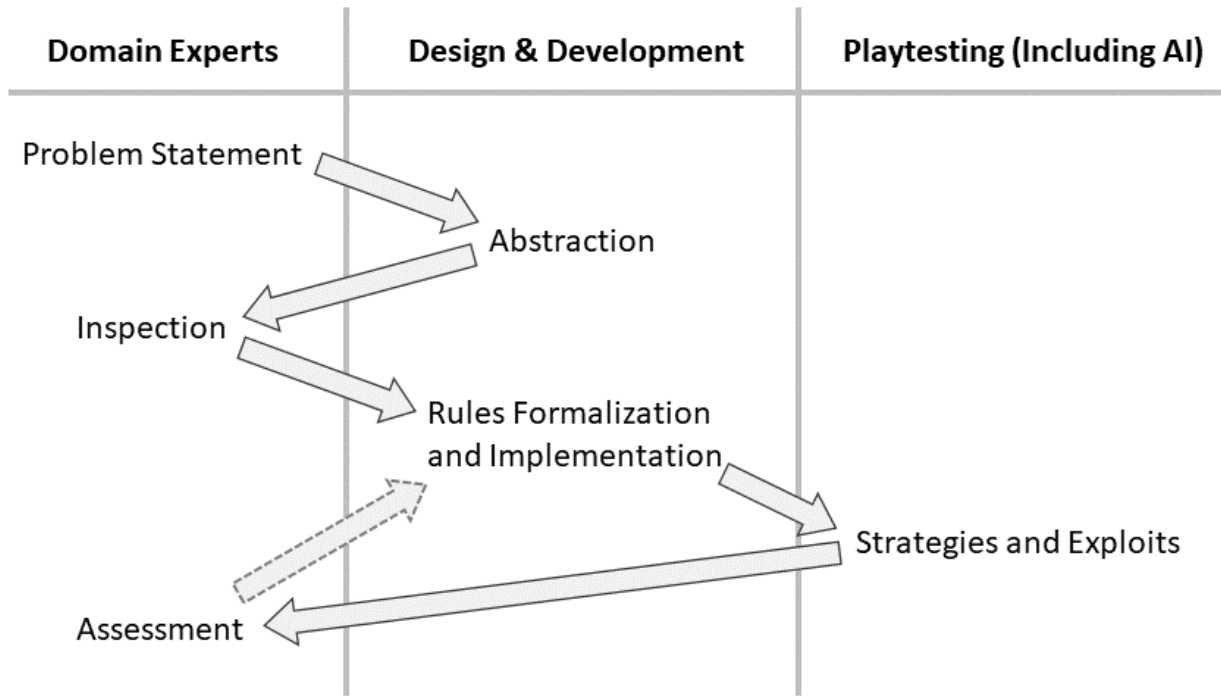 Domain Experts
Design & Development
Playtesting (Including AI)
Problem Statement
Abstraction
Inspection
Rules Formalization
and Implementation
Strategies and Exploits
Assessment